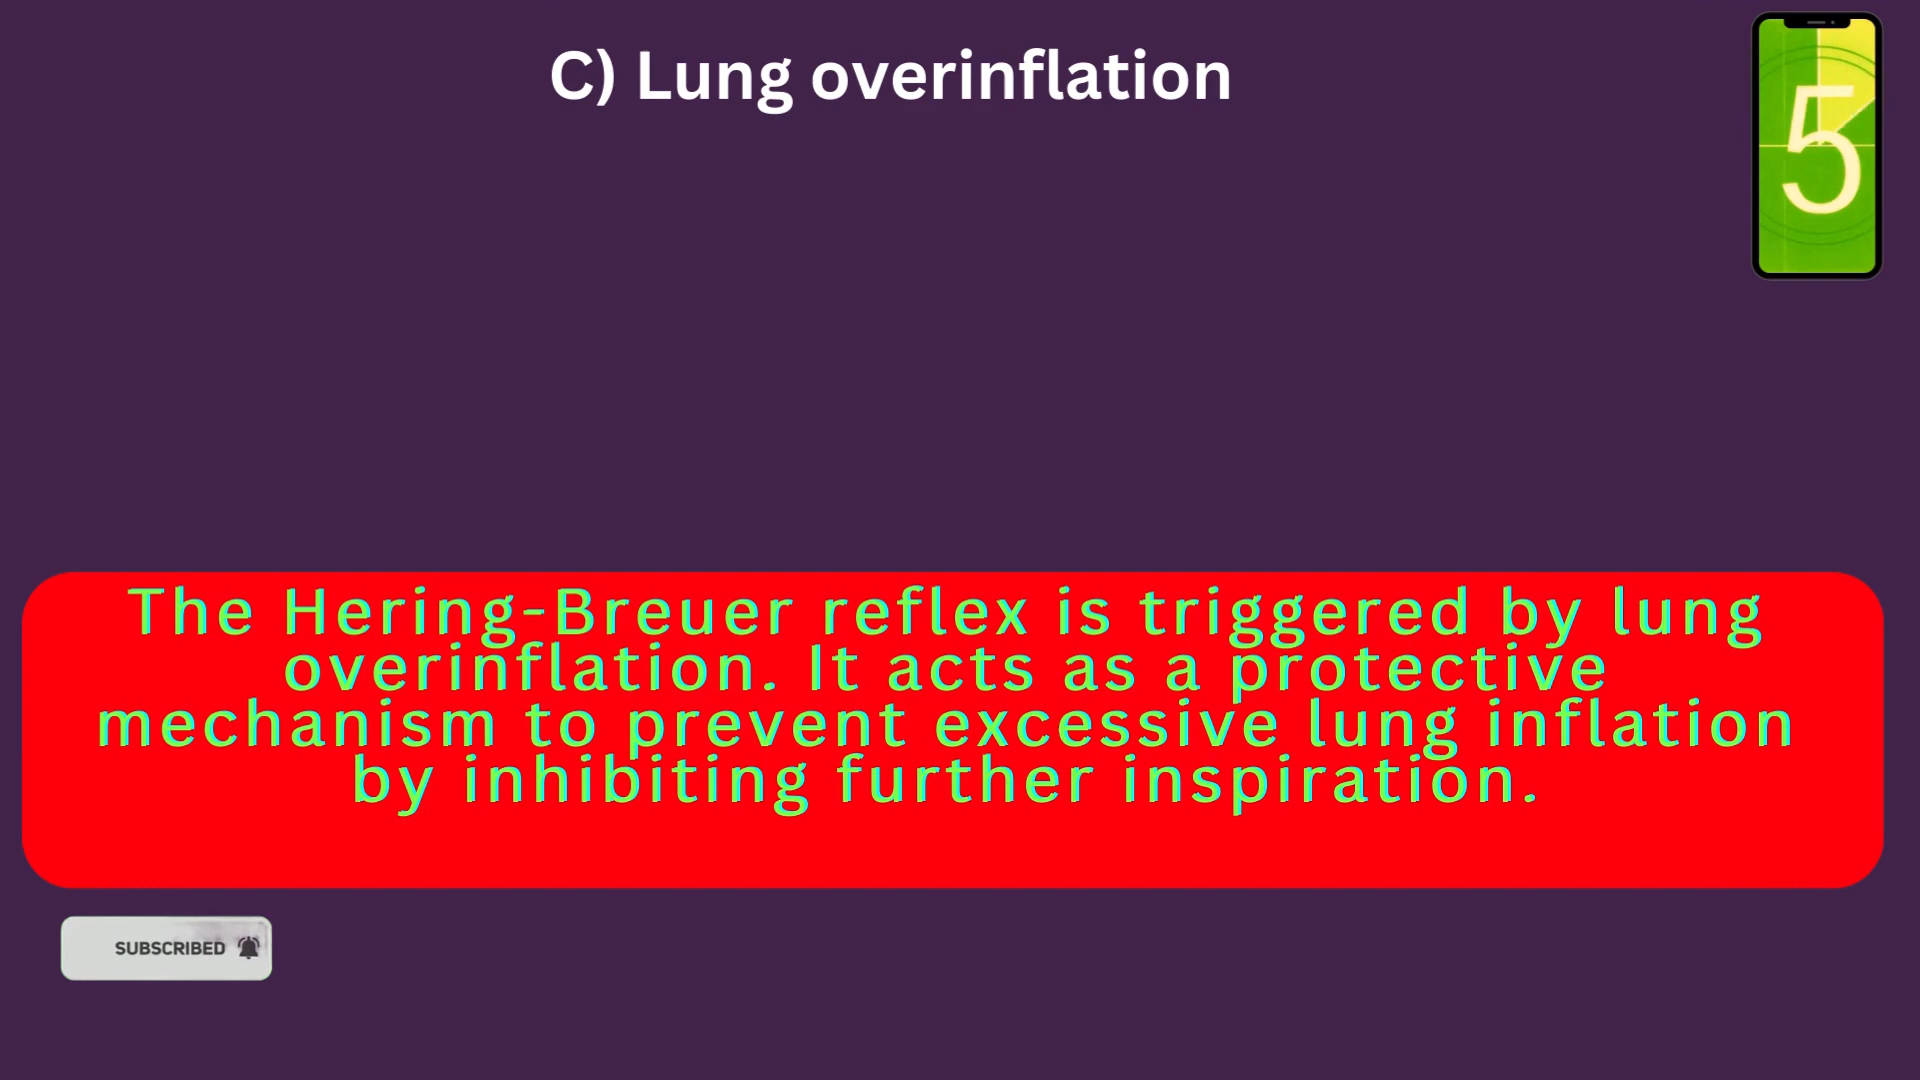 C) Lung overinflation
5
The Hering-Breuer reflex is triggered by lung
overinflation. It acts as a protective
mechanism to prevent excessive lung inflation
by inhibiting further inspiration.
SUBSCRIBED